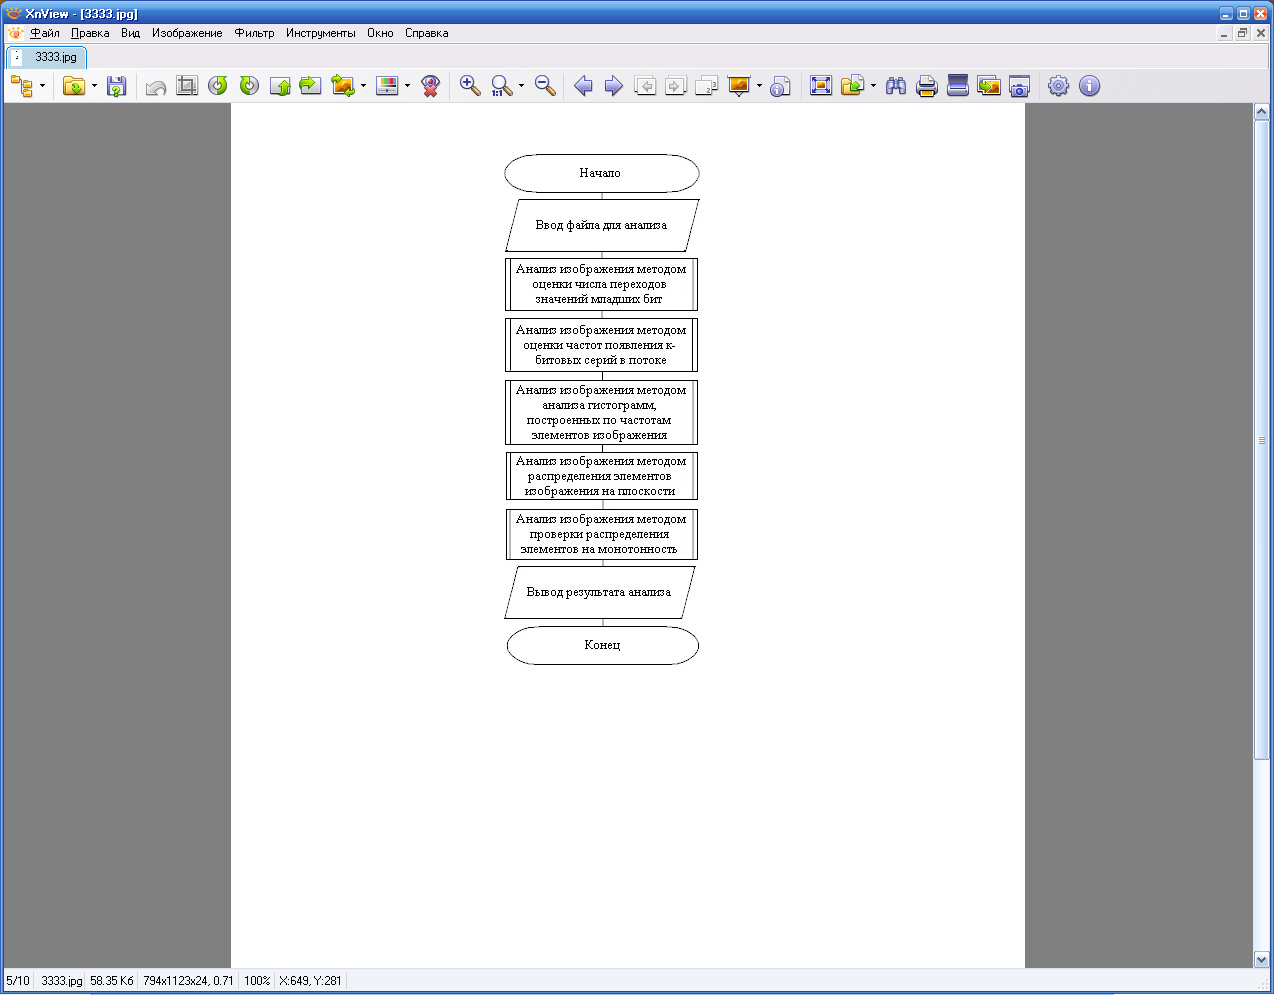 XnView - [3333.jpg]
Файл Правка Вид Изображение Фильтр Инструменты Окно Справка
3333.jpg
1:1
Начало
Ввод файла для анализа
Анализ изображения методом
оценки числа переходов
значений младших бит
Анализ изображения методом
оценки частот появления к-
битовых серий в потоке
Анализ изображения методом
анализа гистограмм,
построенных по частотам
элементов изображения
Анализ изображения методом
распределения элементов
изображения на плоскости
Анализ изображения методом
проверки распределения
элементов на монотонность
Вывод результата анализа
Конец
5/10 3333.jpg 58.35 Кб 794x1123x24, 0.71 100% X:649, Y:281